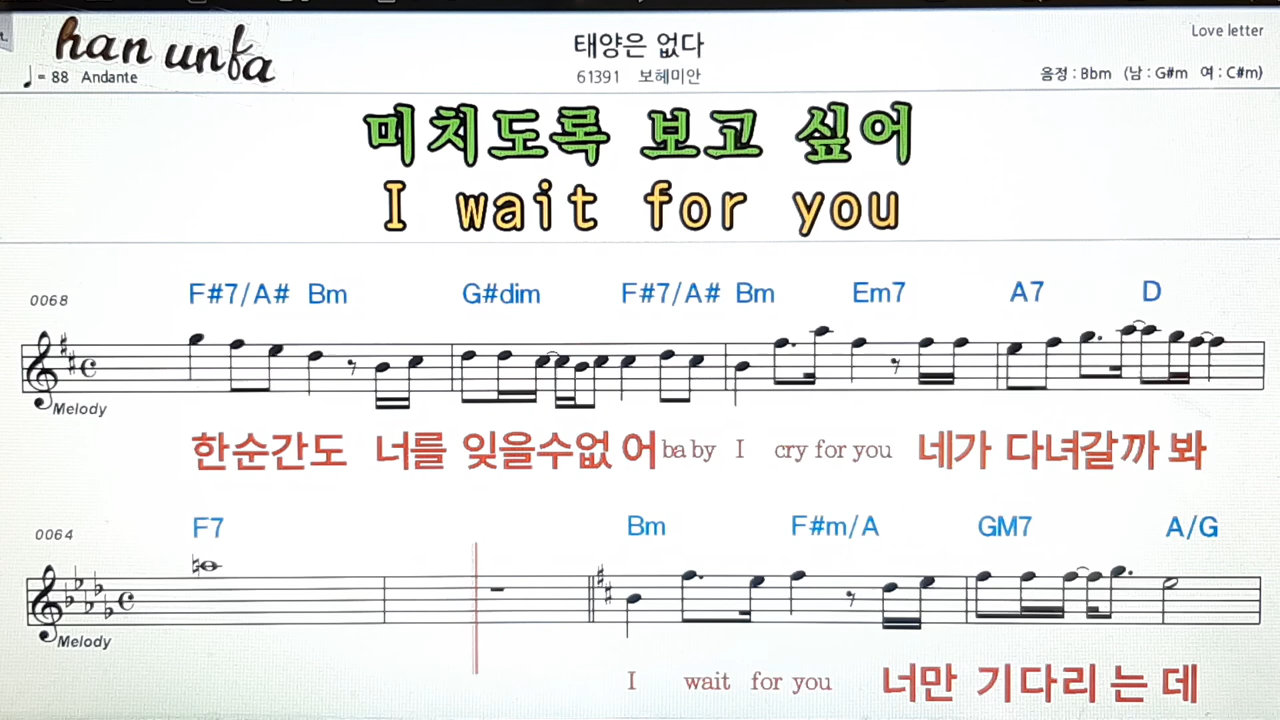 han unfa
♩= 88 Andante
태양은 없다
61391 보헤미안
Love letter
음정 : Bbm (남 : G#m 여 : C#m)
미치도록 보고 싶어
I wait for you
0068
F#7/A# Bm G#dim F#7/A# Bm Em7 A7 D
Melody
한순간도 너를 잊을수없 어 ba by I cry for you 네가 다녀갈까 봐
0064
F7 Bm F#m/A GM7 A/G
Melody
I wait for you 너만 기다리 는 데